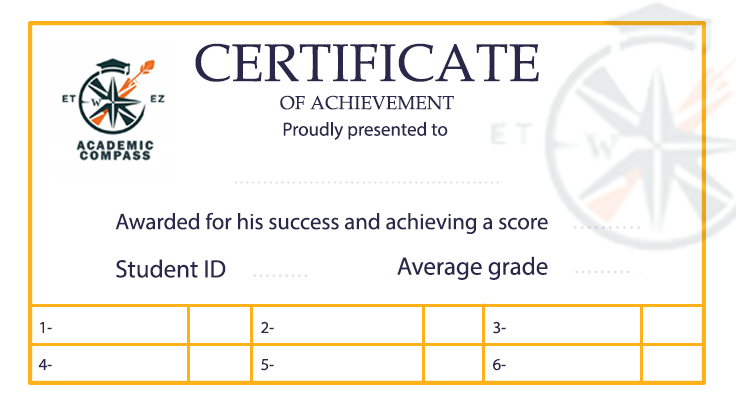 CERTIFICATE
OF ACHIEVEMENT
Proudly presented to
ET W EZ
ACADEMIC
COMPASS
ET W
.............................................
Awarded for his success and achieving a score ..........
Student ID ......... Average grade .........
1- 2- 3-
4- 5- 6-